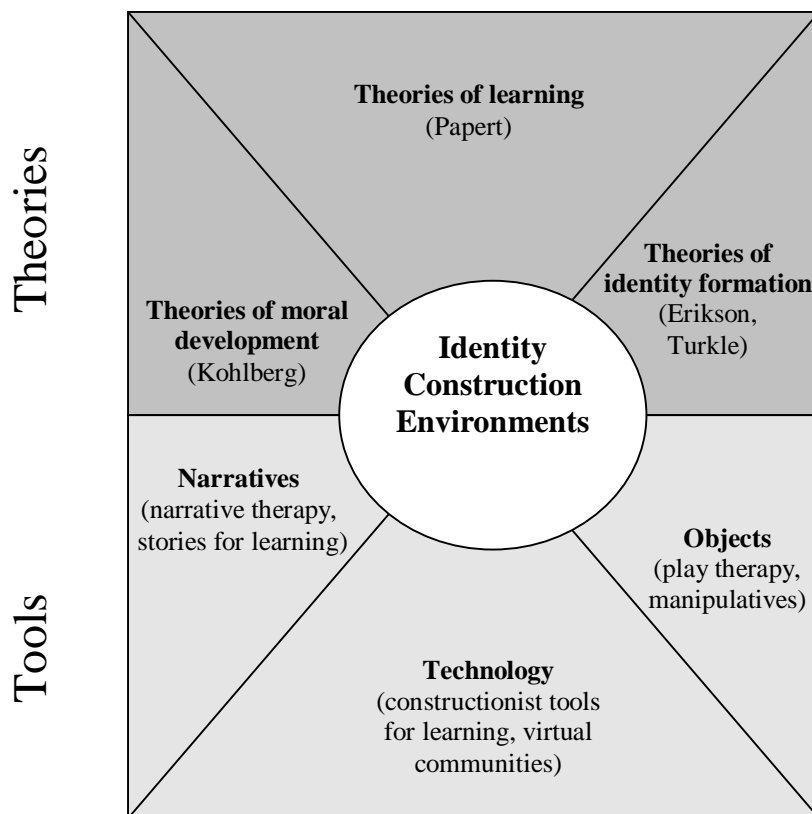 Theories
Theories of learning
(Papert)
Theories of moral
development
(Kohlberg)
Theories of
identity formation
(Erikson,
Turkle)
Identity
Construction
Environments
Tools
Narratives
(narrative therapy,
stories for learning)
Technology
(constructionist tools
for learning, virtual
communities)
Objects
(play therapy,
manipulatives)